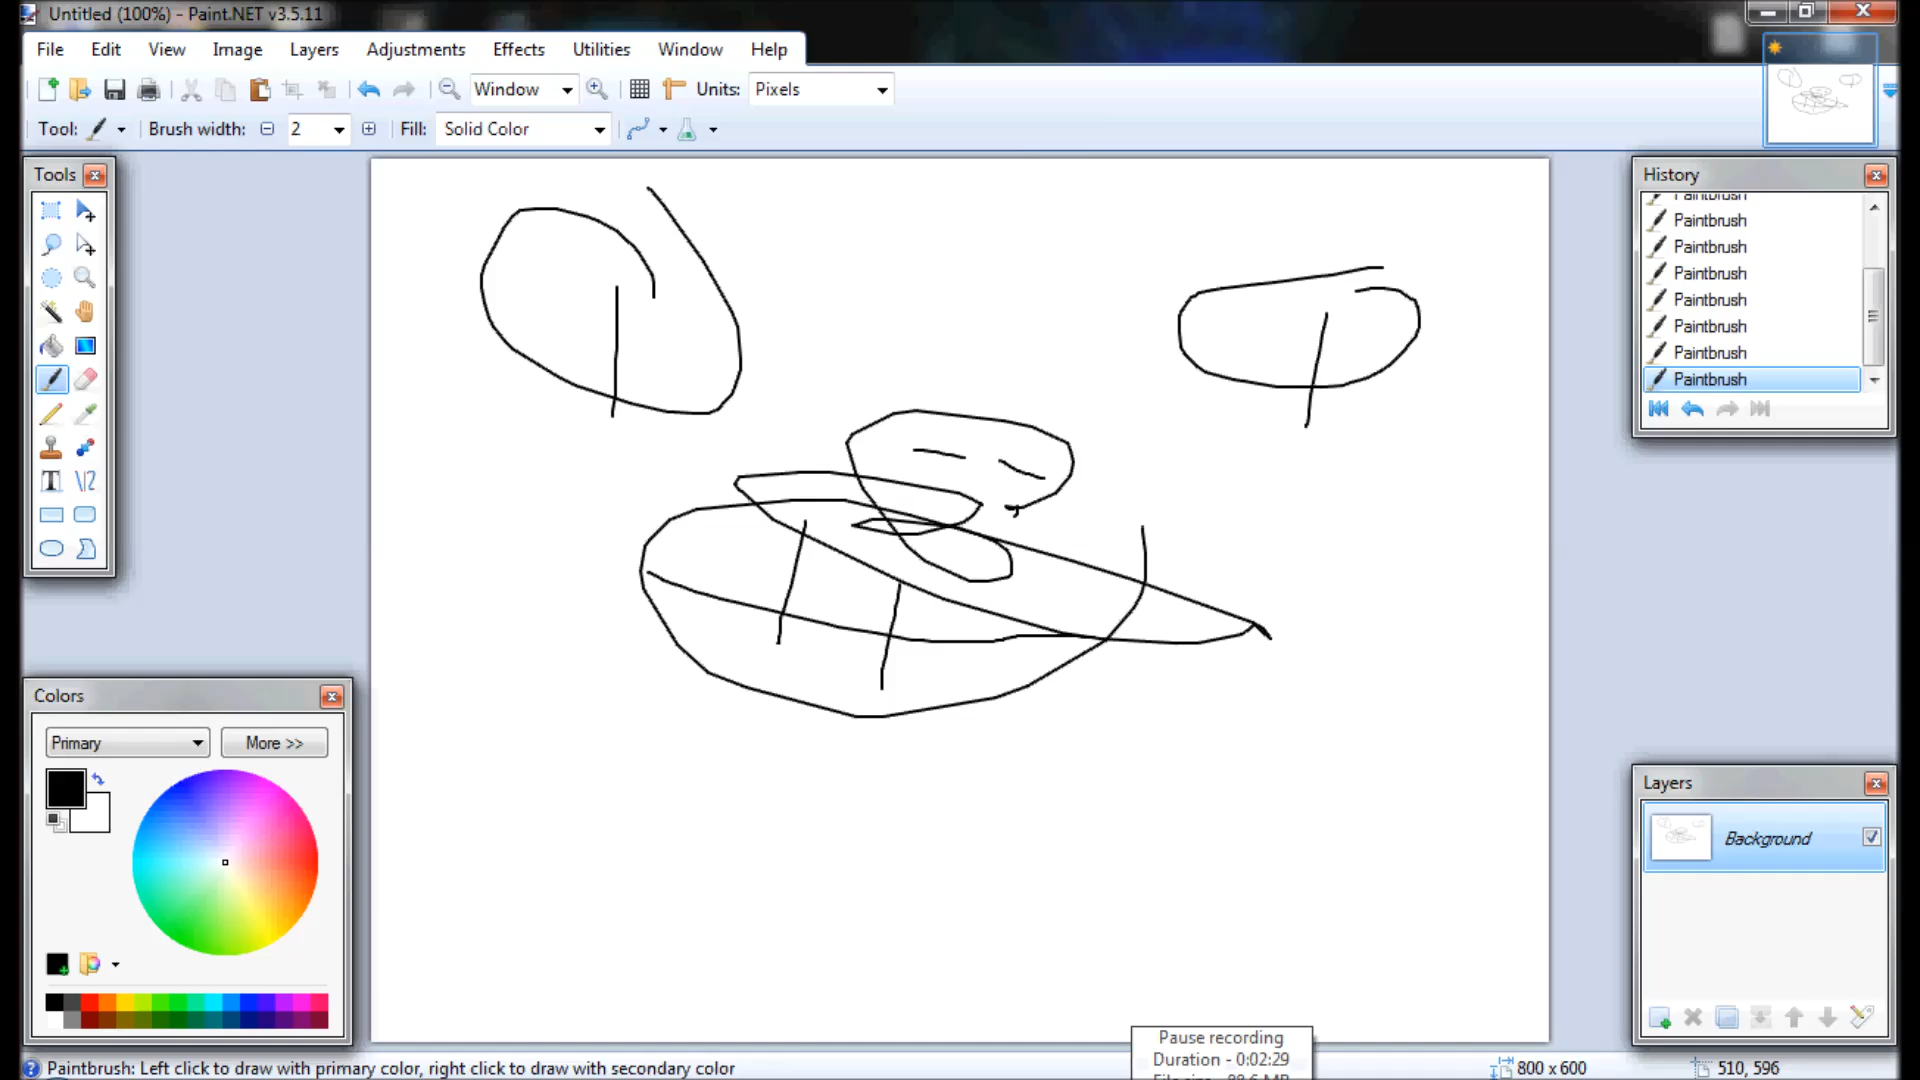 Untitled (100%) - Paint.NET v3.5.11
File Edit View Image Layers Adjustments Effects Utilities Window Help
Window Units: Pixels
Tool: Brush width: 2 Fill: Solid Color
Tools
History
Paintbrush
Paintbrush
Paintbrush
Paintbrush
Paintbrush
Paintbrush
Paintbrush
Paintbrush
Colors
Primary More >>
Layers
Background
Pause recording
Duration - 0:02:29
Paintbrush: Left click to draw with primary color, right click to draw with secondary color
800 x 600 510, 596